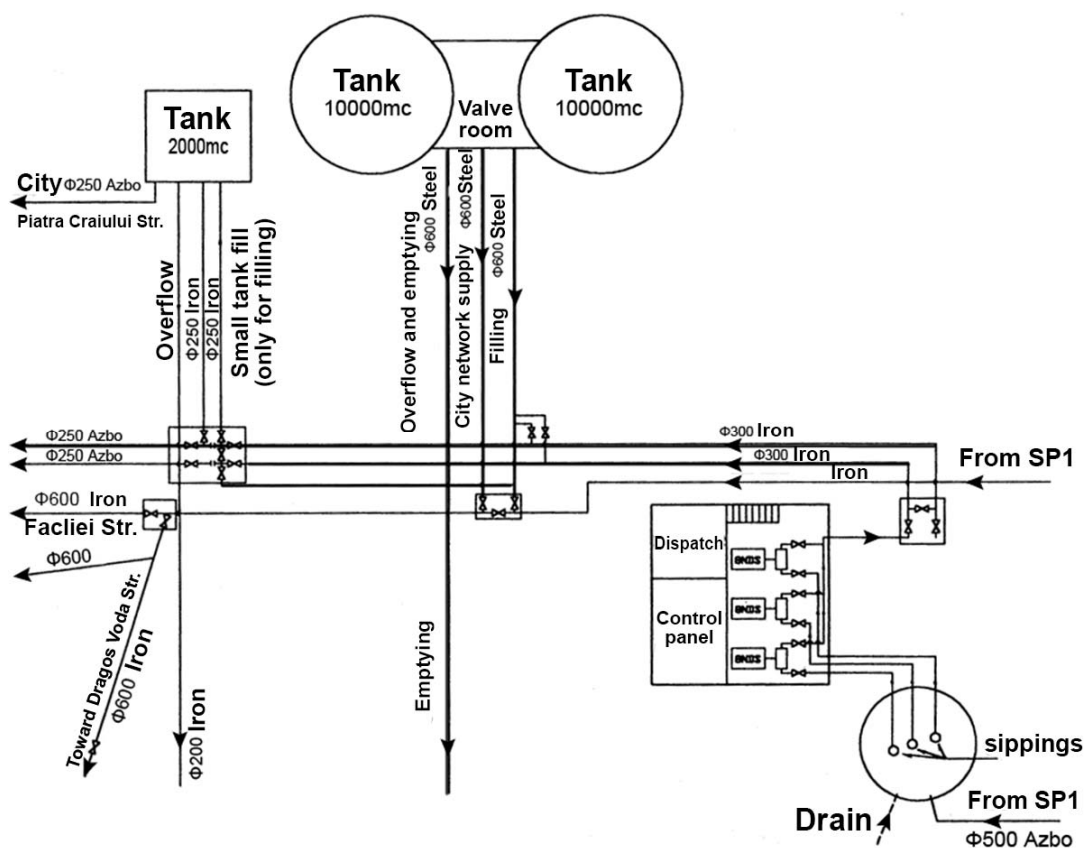 Tank
10000mc
Tank
10000mc
Valve
room
Tank
2000mc
City Φ250 Azbo
Piatra Craiului Str.
Overflow
Φ250 Iron
Φ250 Iron
Small tank fill
(only for filling)
Overflow and emptying
Φ600 Steel
City network supply
Φ600 Steel
Filling
Φ600 Steel
Φ250 Azbo
Φ250 Azbo
Φ300 Iron
Φ300 Iron
Iron
From SP1
Φ600 Iron
Facliei Str.
Φ600
Toward Dragos Voda Str.
Φ600 Iron
Φ200 Iron
Emptying
Dispatch
Control
panel
sippings
From SP1
Φ500 Azbo
Drain